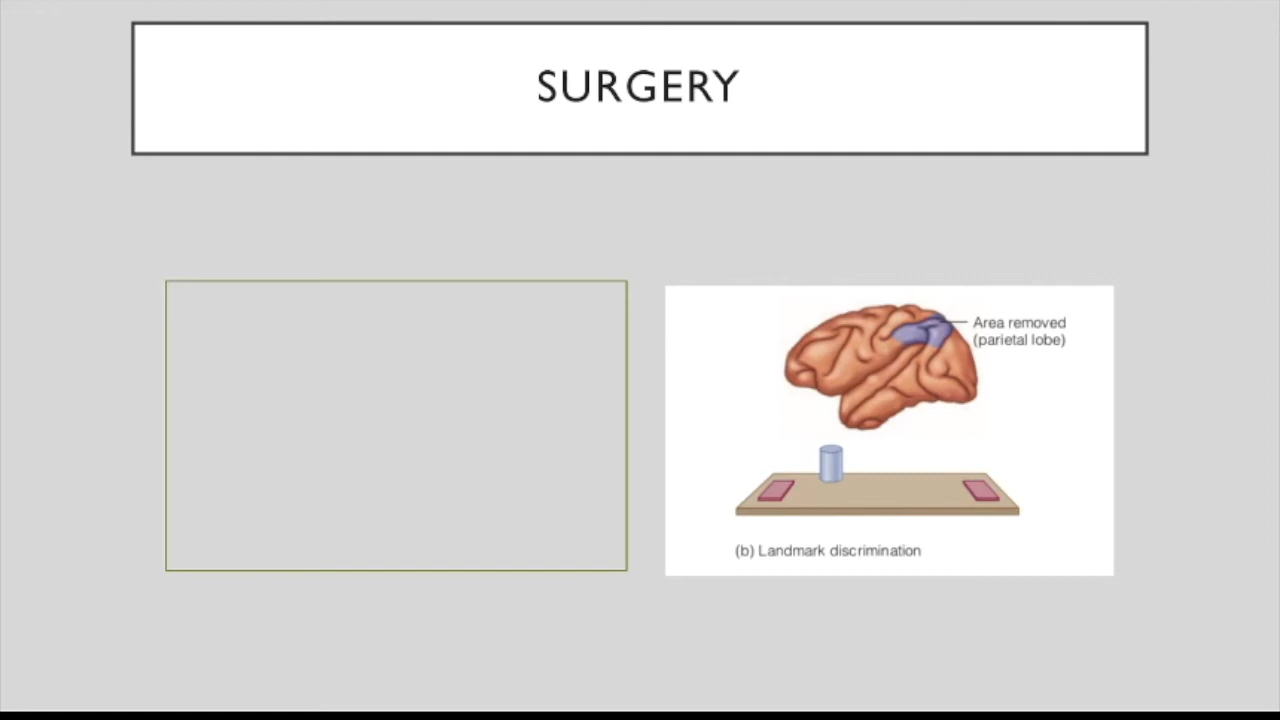 SURGERY
Area removed
(parietal lobe)
(b) Landmark discrimination